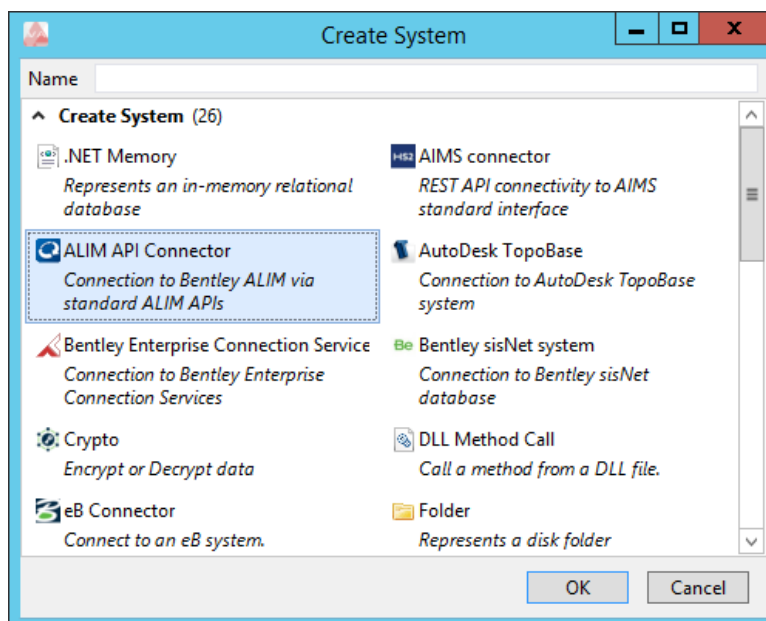 Create System
Name
Create System (26)
.NET Memory
Represents an in-memory relational
database
HS2 AIMS connector
REST API connectivity to AIMS
standard interface
ALIM API Connector
Connection to Bentley ALIM via
standard ALIM APIs
AutoDesk TopoBase
Connection to AutoDesk TopoBase
system
Bentley Enterprise Connection Service
Connection to Bentley Enterprise
Connection Services
Be Bentley sisNet system
Connection to Bentley sisNet
database
Crypto
Encrypt or Decrypt data
DLL Method Call
Call a method from a DLL file.
eB Connector
Connect to an eB system.
Folder
Represents a disk folder
OK
Cancel